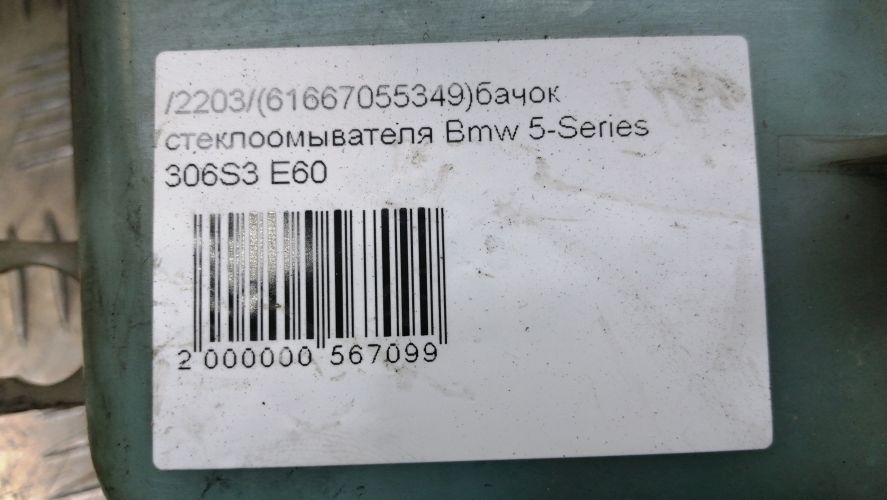 /2203/(61667055349)бачок
стеклоомывателя Bmw 5-Series
306S3 E60
2 000000 567099